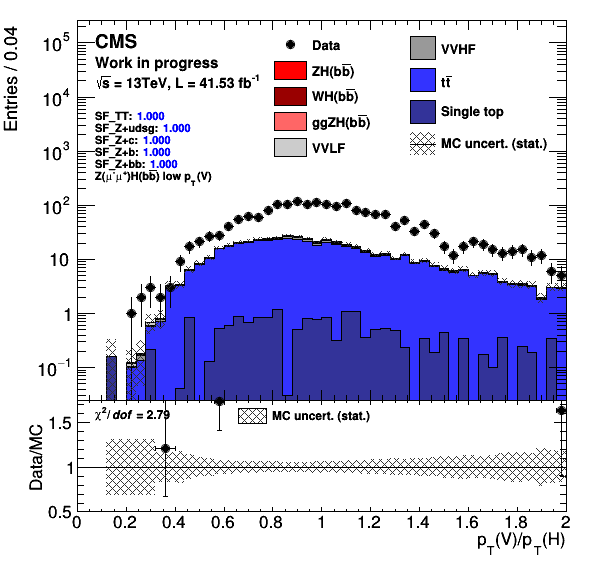 CMS
Work in progress
√s = 13TeV, L = 41.53 fb⁻¹
SF_TT: 1.000
SF_Z+udsg: 1.000
SF_Z+c: 1.000
SF_Z+b: 1.000
SF_Z+bb: 1.000
Z(μ⁻μ⁺)H(bb̅) low p_T(V)
Data
ZH(bb̅)
WH(bb̅)
ggZH(bb̅)
VVLF
VVHF
tt̅
Single top
MC uncert. (stat.)
Entries / 0.04
10⁵
10⁴
10³
10²
10
1
10⁻¹
χ²/dof = 2.79
MC uncert. (stat.)
Data/MC
1.5
1
0.5
0 0.2 0.4 0.6 0.8 1 1.2 1.4 1.6 1.8 2
p_T(V)/p_T(H)